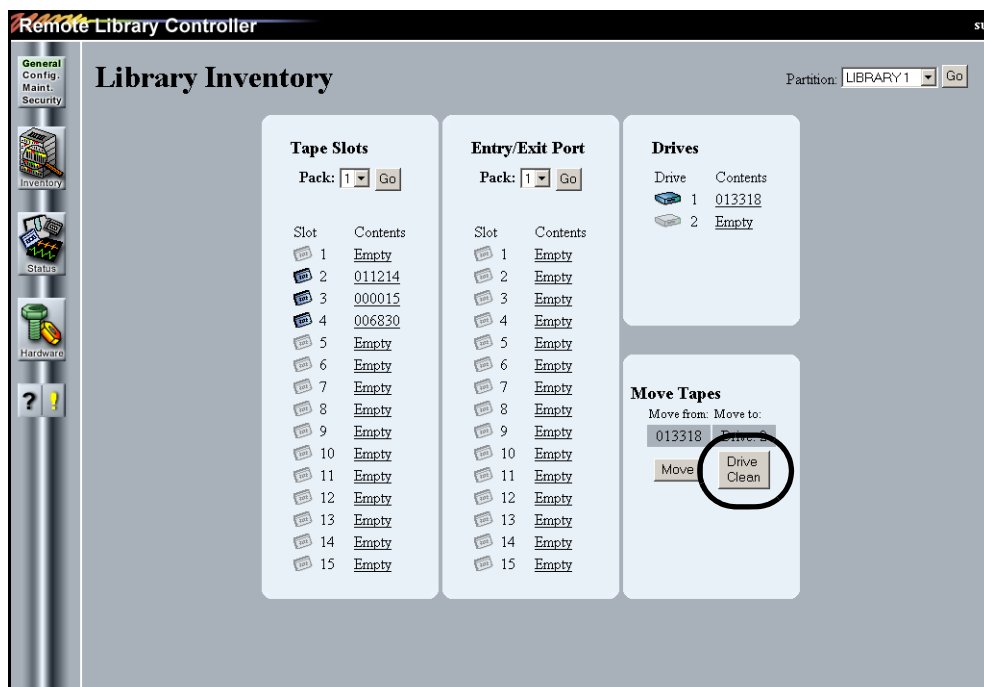 Remote Library Controller
General
Config.
Maint.
Security
Inventory
Status
Hardware
? !
Library Inventory
Partition: LIBRARY 1 Go
Tape Slots
Pack: 1 Go
Slot Contents
1 Empty
2 011214
3 000015
4 006830
5 Empty
6 Empty
7 Empty
8 Empty
9 Empty
10 Empty
11 Empty
12 Empty
13 Empty
14 Empty
15 Empty
Entry/Exit Port
Pack: 1 Go
Slot Contents
1 Empty
2 Empty
3 Empty
4 Empty
5 Empty
6 Empty
7 Empty
8 Empty
9 Empty
10 Empty
11 Empty
12 Empty
13 Empty
14 Empty
15 Empty
Drives
Drive Contents
1 013318
2 Empty
Move Tapes
Move from: Move to:
013318 Drive: 2
Move
Drive
Clean